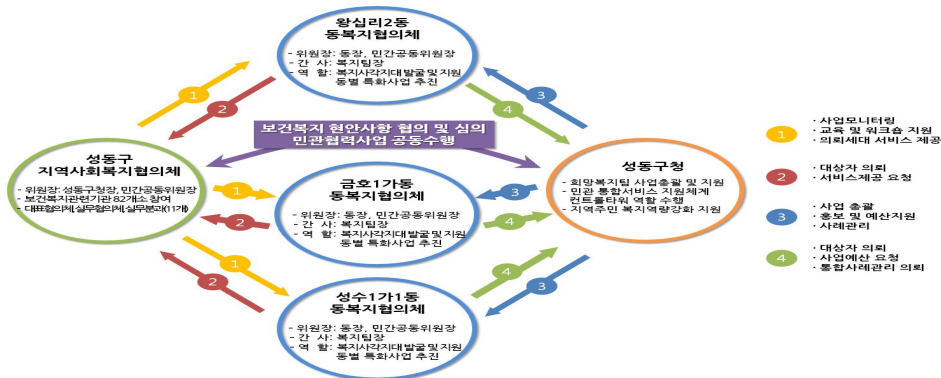 왕십리2동
동복지협의체
- 위원장: 동장, 민간공동위원장
- 간 사: 복지팀장
- 역 할: 복지사각지대 발굴 및 지원
동별 특화사업 추진
1
2
3
4
보건복지 현안사항 협의 및 심의
민관협력사업 공동수행
성동구
지역사회복지협의체
- 위원장: 성동구청장, 민간공동위원장
- 보건복지관련기관 82개소 참여
- 대표협의체,실무협의체,실무분과(11개)
1
2
금호1가동
동복지협의체
- 위원장: 동장, 민간공동위원장
- 간 사: 복지팀장
- 역 할: 복지사각지대발굴및지원
동별 특화사업 추진
3
4
성동구청
- 희망복지팀 사업총괄 및 지원
- 민관 통합서비스 지원체계
컨트롤타워 역할 수행
- 지역주민 복지역량강화 지원
1
2
성수1가1동
동복지협의체
- 위원장: 동장, 민간공동위원장
- 간 사: 복지팀장
- 역 할: 복지사각지대발굴및지원
동별 특화사업 추진
4
3
1
· 사업모니터링
· 교육 및 워크숍 지원
· 의뢰세대 서비스 제공
2
· 대상자 의뢰
· 서비스제공 요청
3
· 사업 총괄
· 홍보 및 예산지원
· 사례관리
4
· 대상자 의뢰
· 사업예산 요청
· 통합사례관리 의뢰